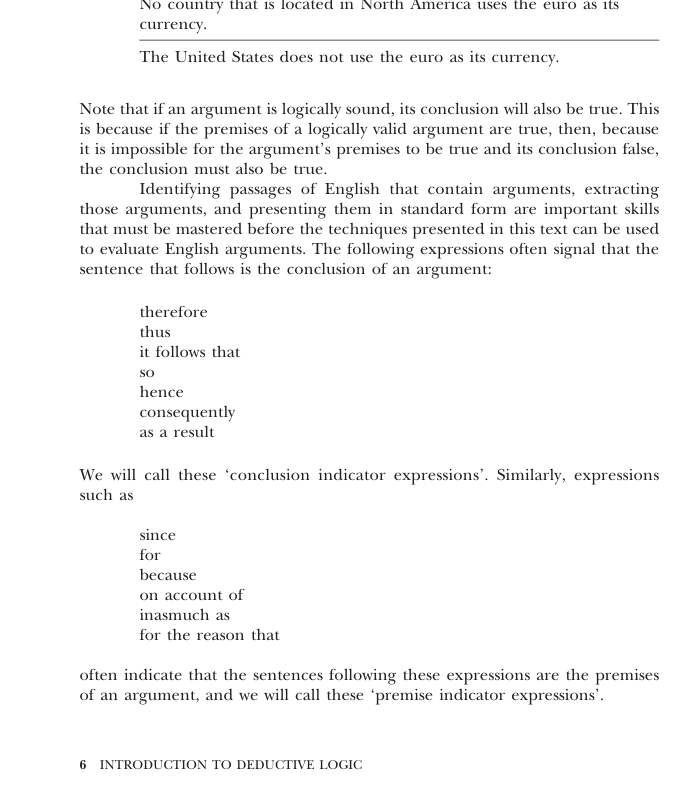 No country that is located in North America uses the euro as its
currency.
The United States does not use the euro as its currency.
Note that if an argument is logically sound, its conclusion will also be true. This
is because if the premises of a logically valid argument are true, then, because
it is impossible for the argument's premises to be true and its conclusion false,
the conclusion must also be true.
Identifying passages of English that contain arguments, extracting
those arguments, and presenting them in standard form are important skills
that must be mastered before the techniques presented in this text can be used
to evaluate English arguments. The following expressions often signal that the
sentence that follows is the conclusion of an argument:
therefore
thus
it follows that
so
hence
consequently
as a result
We will call these ‘conclusion indicator expressions’. Similarly, expressions
such as
since
for
because
on account of
inasmuch as
for the reason that
often indicate that the sentences following these expressions are the premises
of an argument, and we will call these ‘premise indicator expressions’.
6 INTRODUCTION TO DEDUCTIVE LOGIC